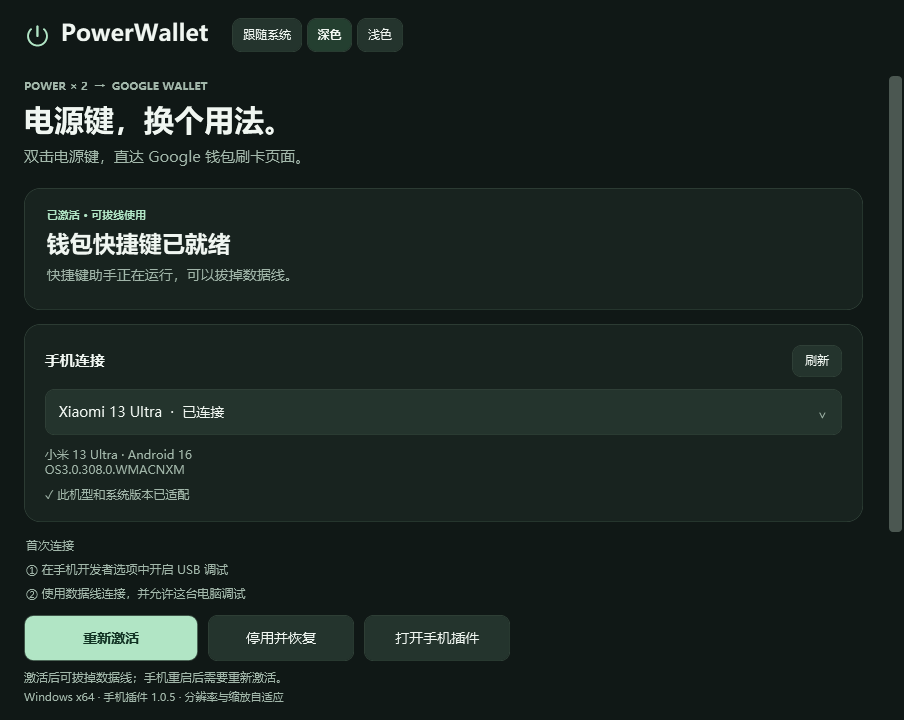 PowerWallet
跟随系统 深色 浅色
POWER × 2 → GOOGLE WALLET
电源键，换个用法。
双击电源键，直达 Google 钱包刷卡页面。
已激活 • 可拔线使用
钱包快捷键已就绪
快捷键助手正在运行，可以拔掉数据线。
手机连接 刷新
Xiaomi 13 Ultra · 已连接
小米 13 Ultra · Android 16
OS3.0.308.0.WMACNXM
✓ 此机型和系统版本已适配
首次连接
① 在手机开发者选项中开启 USB 调试
② 使用数据线连接，并允许这台电脑调试
重新激活 停用并恢复 打开手机插件
激活后可拔掉数据线；手机重启后需要重新激活。
Windows x64 · 手机插件 1.0.5 · 分辨率与缩放自适应